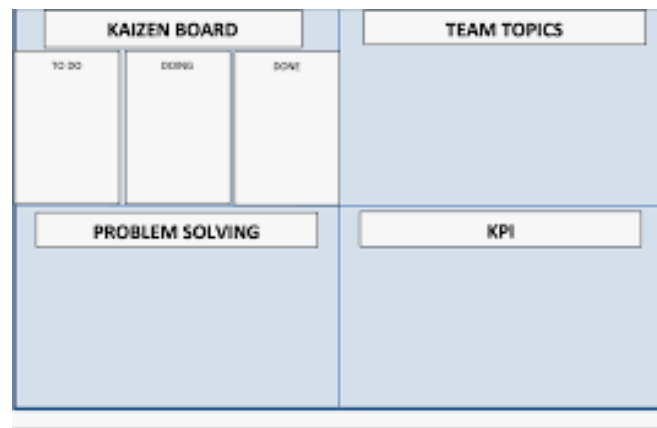 KAIZEN BOARD
TEAM TOPICS
TO DO
DOING
DONE
PROBLEM SOLVING
KPI